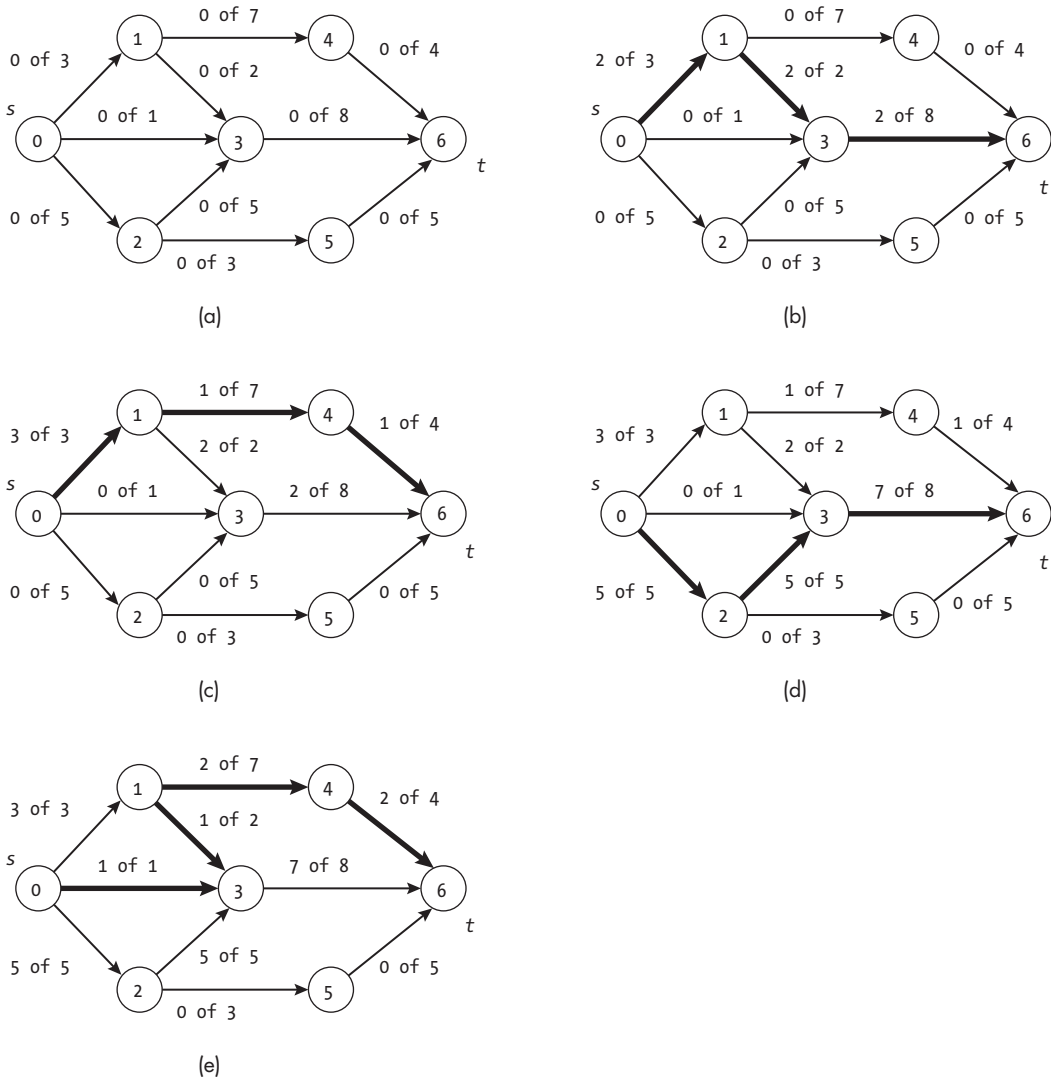 0 of 7
1
4
0 of 3
0 of 4
0 of 2
s
0 of 1
0 of 8
0
3
6
t
0 of 5
0 of 5
0 of 5
2
5
0 of 3
(a)
0 of 7
1
4
2 of 3
0 of 4
2 of 2
s
0 of 1
2 of 8
0
3
6
t
0 of 5
0 of 5
0 of 5
2
5
0 of 3
(b)
1 of 7
1
4
3 of 3
1 of 4
2 of 2
s
0 of 1
2 of 8
0
3
6
t
0 of 5
0 of 5
0 of 5
2
5
0 of 3
(c)
1 of 7
1
4
3 of 3
1 of 4
2 of 2
s
0 of 1
7 of 8
0
3
6
t
5 of 5
5 of 5
0 of 5
2
5
0 of 3
(d)
2 of 7
1
4
3 of 3
2 of 4
1 of 2
s
1 of 1
7 of 8
0
3
6
t
5 of 5
5 of 5
0 of 5
2
5
0 of 3
(e)